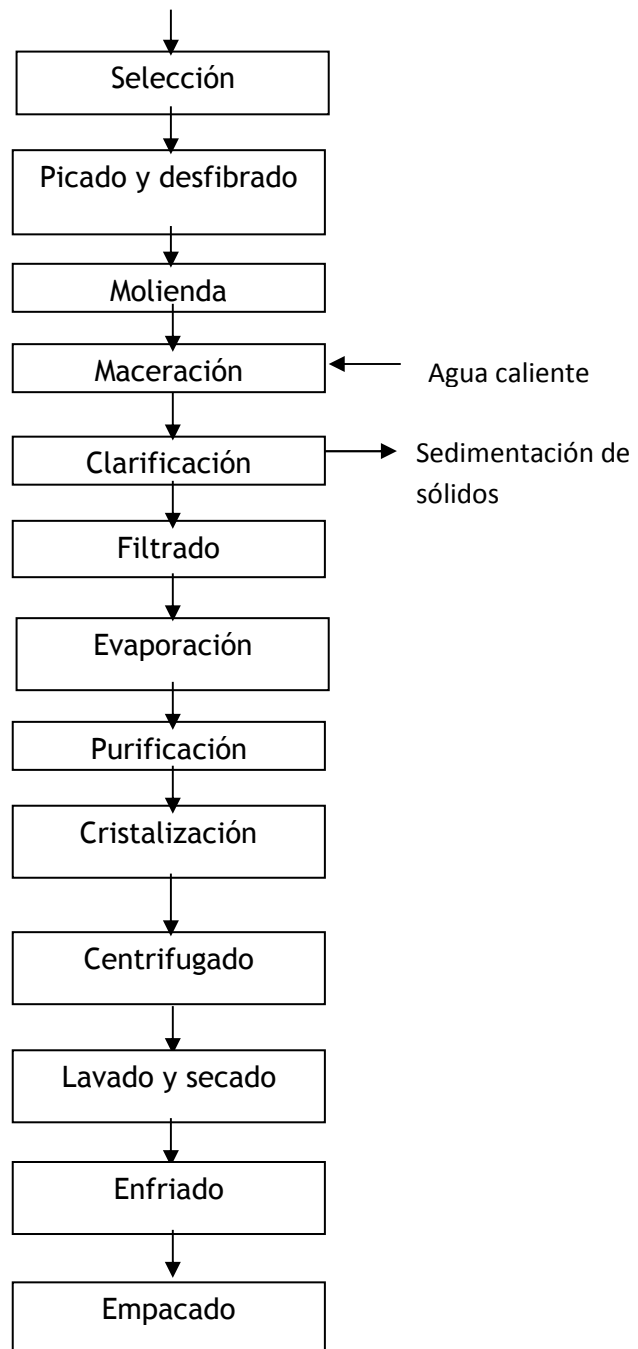 Selección
Picado y desfibrado
Molienda
Maceración
Agua caliente
Clarificación
Sedimentación de
sólidos
Filtrado
Evaporación
Purificación
Cristalización
Centrifugado
Lavado y secado
Enfriado
Empacado